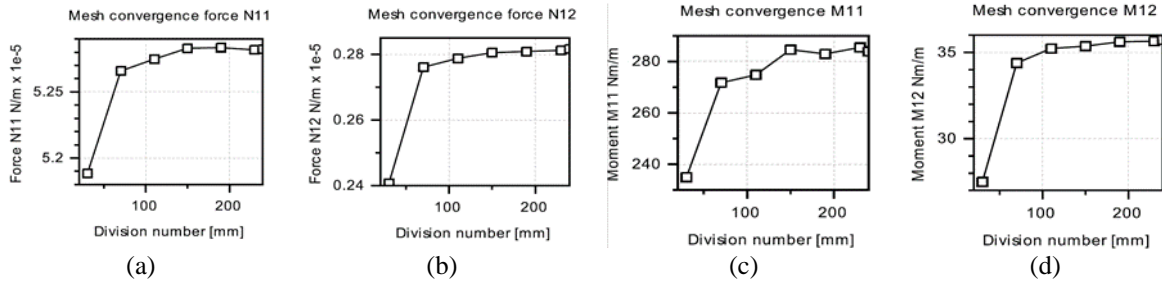 Mesh convergence force N11
Force N11 N/m x 1e-5
5.25
5.2
100
200
Division number [mm]
(a)
Mesh convergence force N12
Force N12 N/m x 1e-5
0.28
0.26
0.24
100
200
Division number [mm]
(b)
Mesh convergence M11
Moment M11 Nm/m
280
260
240
100
200
Division number [mm]
(c)
Mesh convergence M12
Moment M12 Nm/m
35
30
100
200
Division number [mm]
(d)